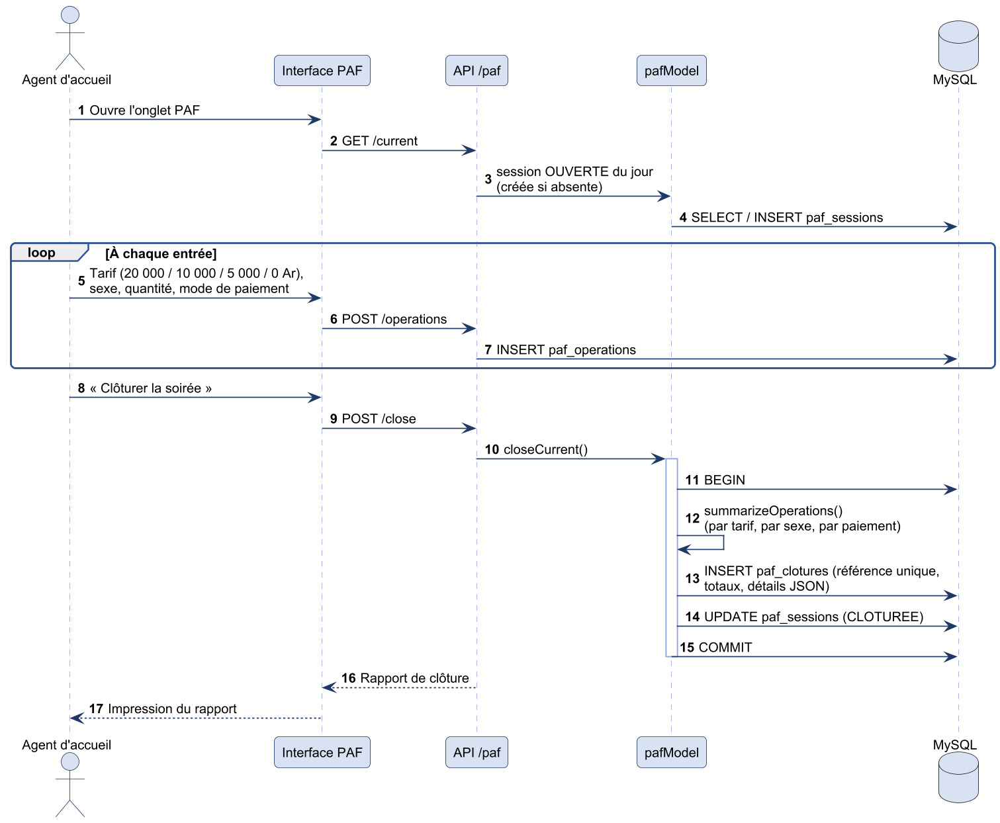 Agent d'accueil
Interface PAF
API /paf
pafModel
MySQL
1 Ouvre l'onglet PAF
2 GET /current
3 session OUVERTE du jour
(créée si absente)
4 SELECT / INSERT paf_sessions
loop [À chaque entrée]
5 Tarif (20 000 / 10 000 / 5 000 / 0 Ar),
sexe, quantité, mode de paiement
6 POST /operations
7 INSERT paf_operations
8 « Clôturer la soirée »
9 POST /close
10 closeCurrent()
11 BEGIN
12 summarizeOperations()
(par tarif, par sexe, par paiement)
13 INSERT paf_clotures (référence unique,
totaux, détails JSON)
14 UPDATE paf_sessions (CLOTUREE)
15 COMMIT
16 Rapport de clôture
17 Impression du rapport
Agent d'accueil
Interface PAF
API /paf
pafModel
MySQL